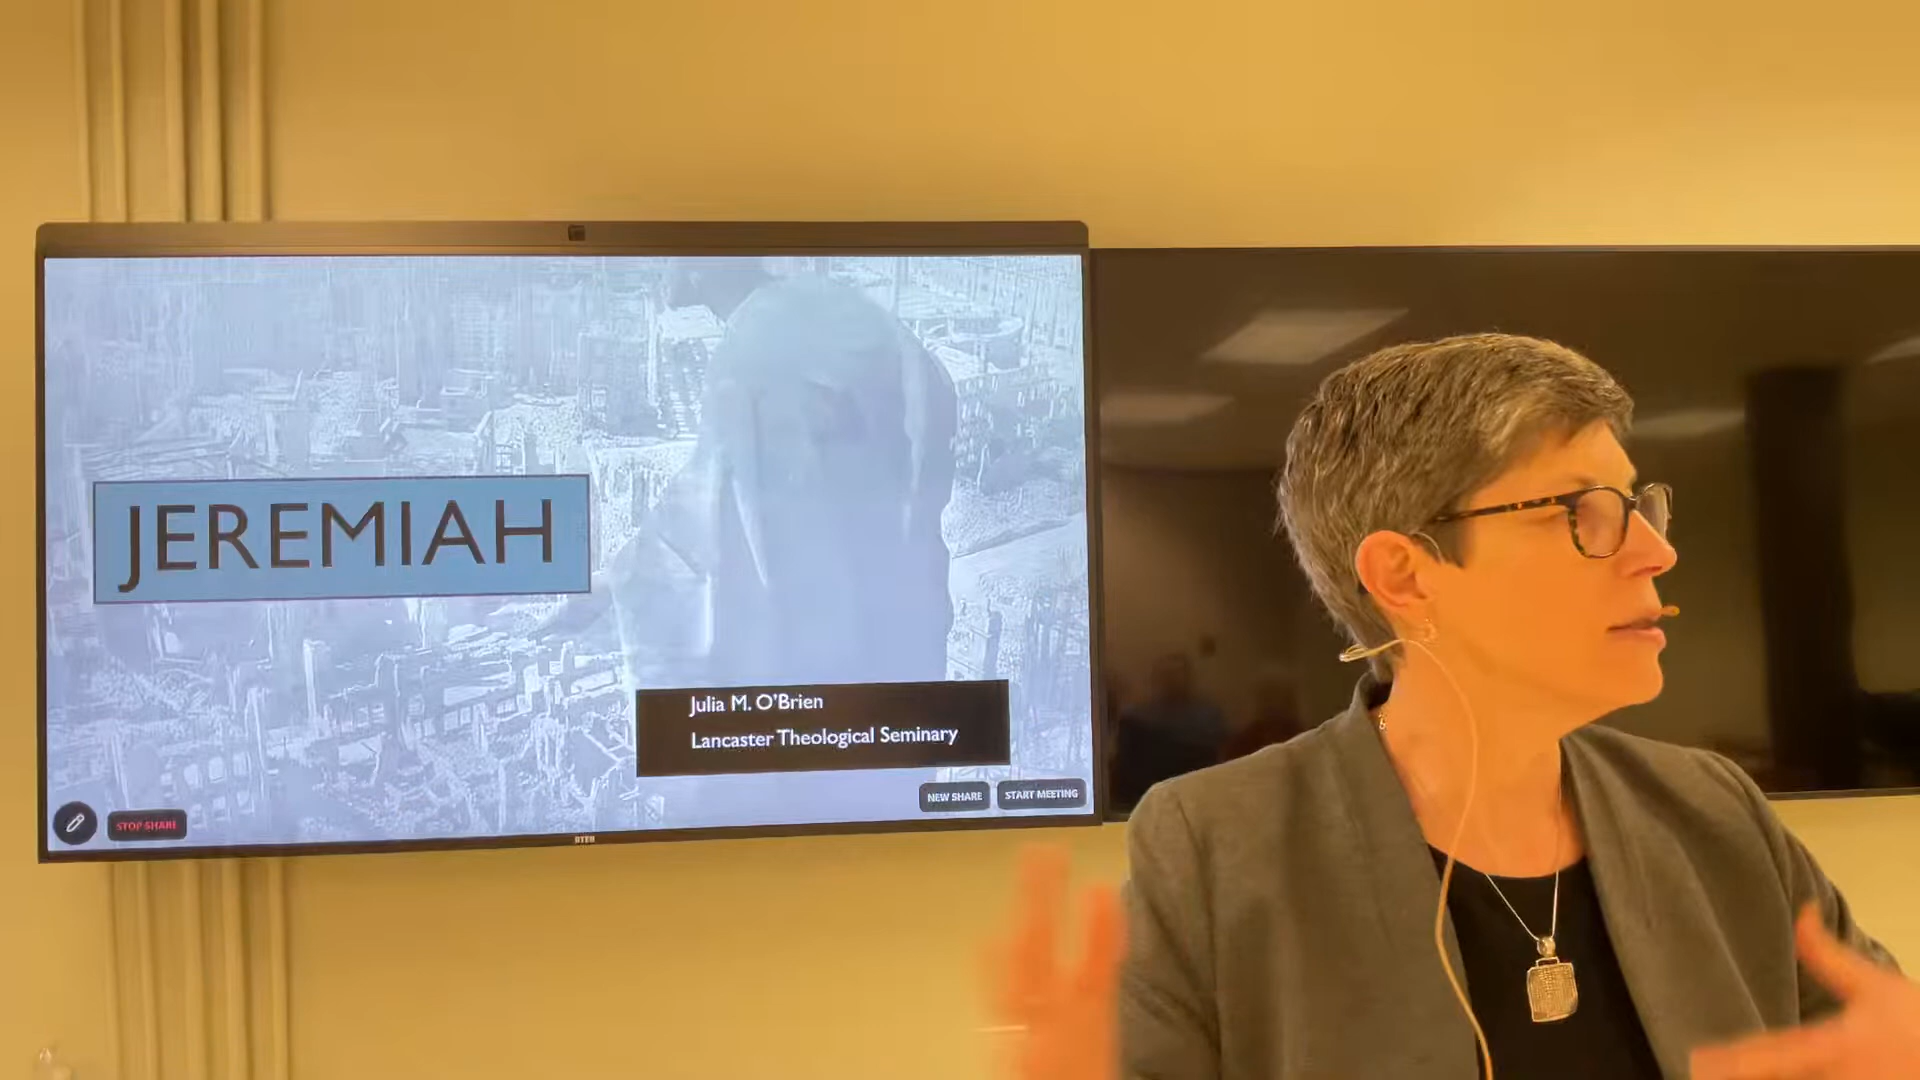 JEREMIAH
Julia M. O'Brien
Lancaster Theological Seminary
NEW SHARE
START MEETING
STOP SHARE